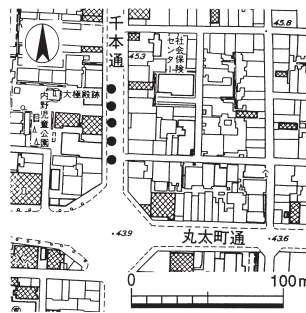 千本通
45.8
45.3
社会保険
センター
大極殿跡
内野児童公園
43.9
丸太町通
43.6
0
100m